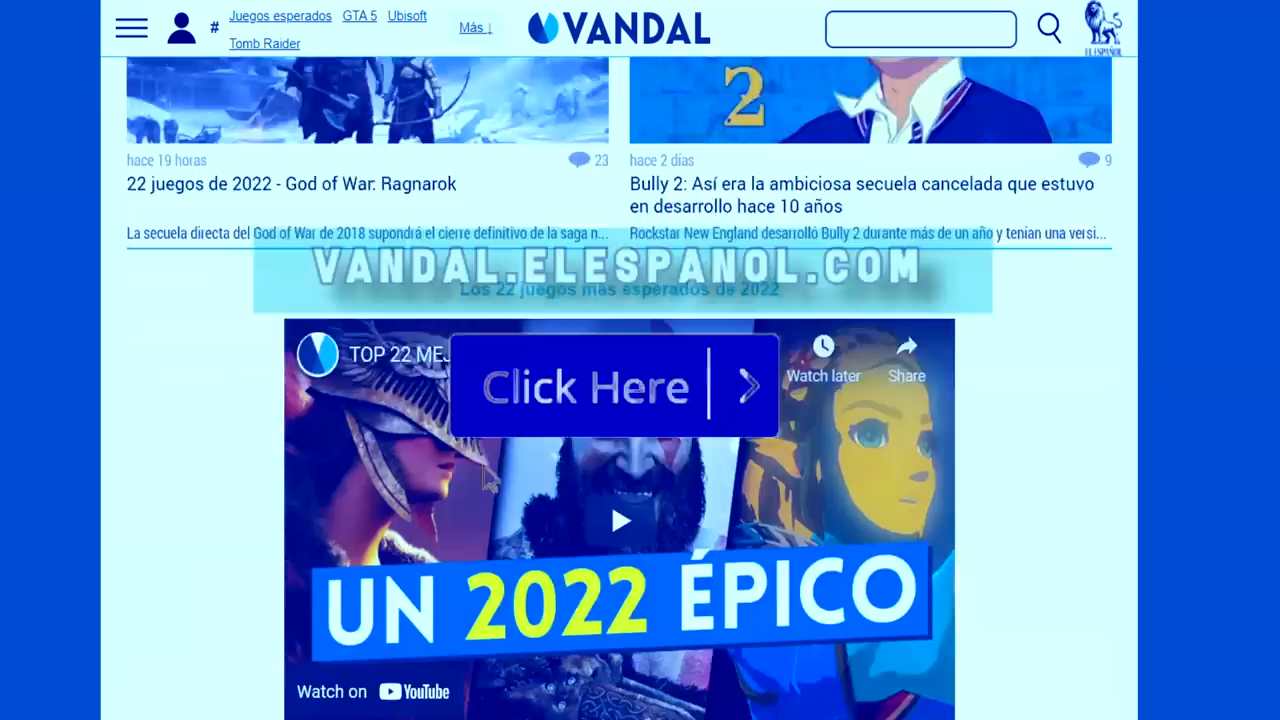 # Juegos esperados GTA 5 Ubisoft
Tomb Raider
Más ↓
VANDAL
EL ESPAÑOL
2
hace 19 horas 23
22 juegos de 2022 - God of War: Ragnarok
La secuela directa del God of War de 2018 supondrá el cierre definitivo de la saga n...
hace 2 días 9
Bully 2: Así era la ambiciosa secuela cancelada que estuvo
en desarrollo hace 10 años
Rockstar New England desarrolló Bully 2 durante más de un año y tenían una versi...
VANDAL.ELESPANOL.COM
Los 22 juegos más esperados de 2022
TOP 22 MEJ
Click Here
Watch later Share
UN 2022 ÉPICO
Watch on YouTube